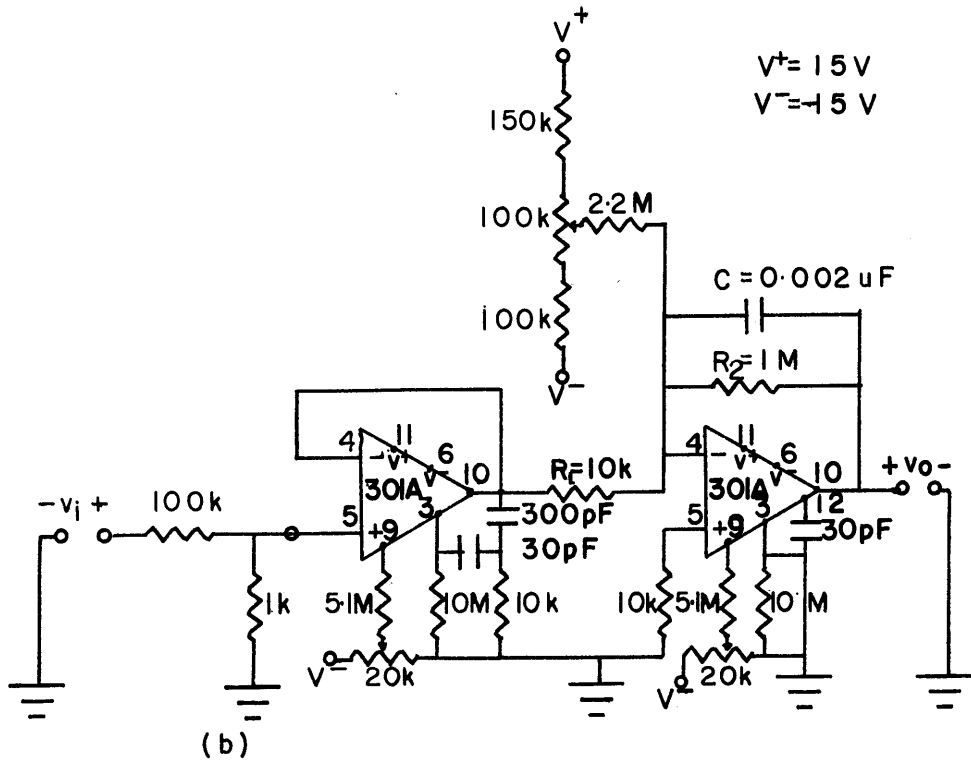 V+
V+= 15 V
V−=−15 V
150k
100k
2.2M
100k
V−
C = 0.002 uF
R2=1M
4
11
- V+
6
V-
10
301A
5
+9
3
-vi+
100k
1k
5.1M
V−
20k
10M
300pF
30pF
10k
R1=10k
4
11
- V+
6
V-
10
301A
5
+9
3
12
30pF
+vo-
10k
5.1M
10 M
V−
20k
(b)